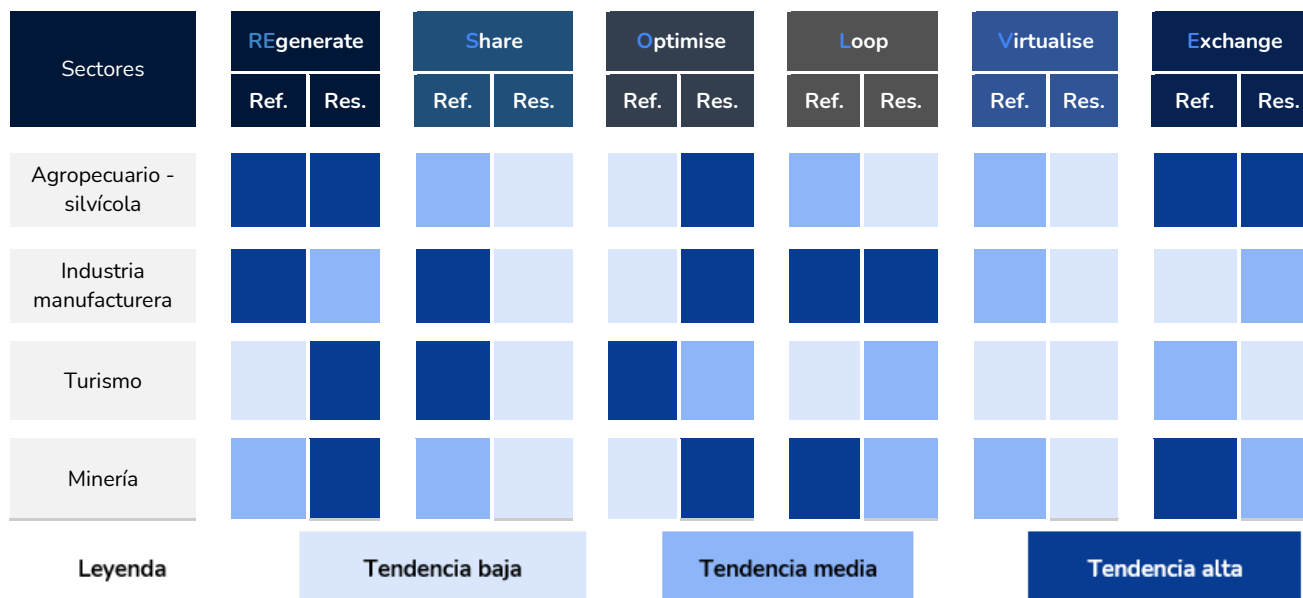 Sectores
REgenerate
Share
Optimise
Loop
Virtualise
Exchange
Ref. Res.
Ref. Res.
Ref. Res.
Ref. Res.
Ref. Res.
Ref. Res.
Agropecuario -
silvícola
Industria
manufacturera
Turismo
Minería
Leyenda
Tendencia baja
Tendencia media
Tendencia alta